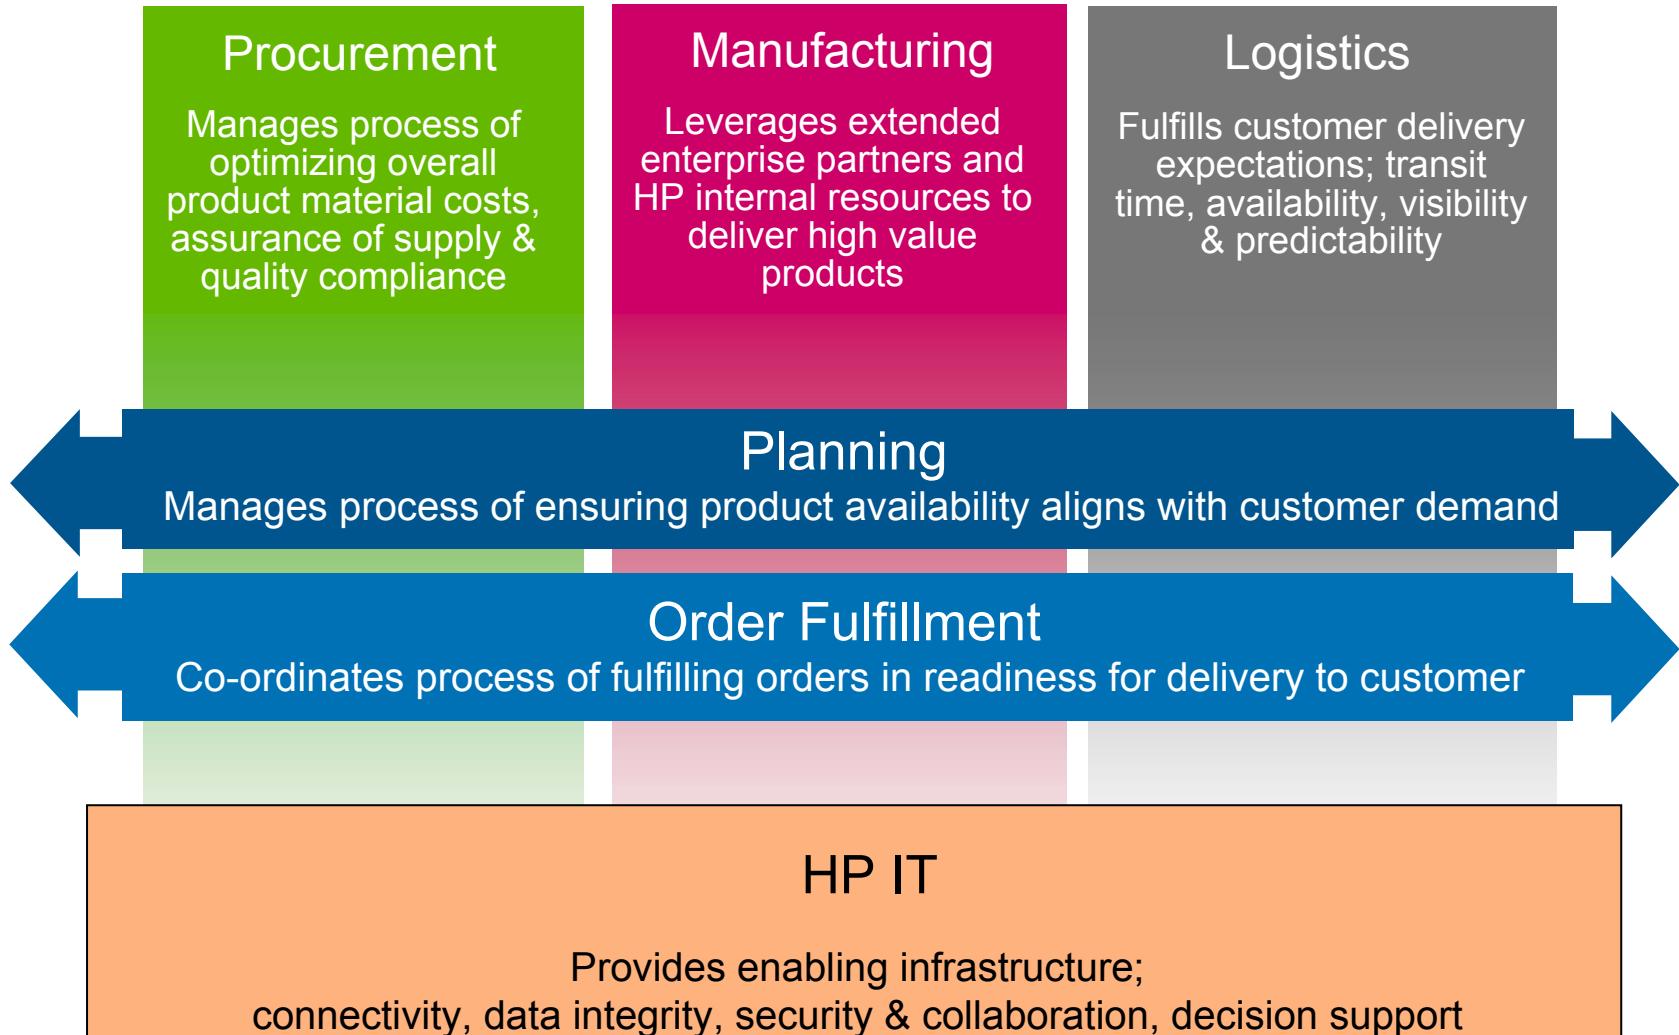 Procurement
Manages process of
optimizing overall
product material costs,
assurance of supply &
quality compliance
Manufacturing
Leverages extended
enterprise partners and
HP internal resources to
deliver high value
products
Logistics
Fulfills customer delivery
expectations; transit
time, availability, visibility
& predictability
Planning
Manages process of ensuring product availability aligns with customer demand
Order Fulfillment
Co-ordinates process of fulfilling orders in readiness for delivery to customer
HP IT
Provides enabling infrastructure;
connectivity, data integrity, security & collaboration, decision support